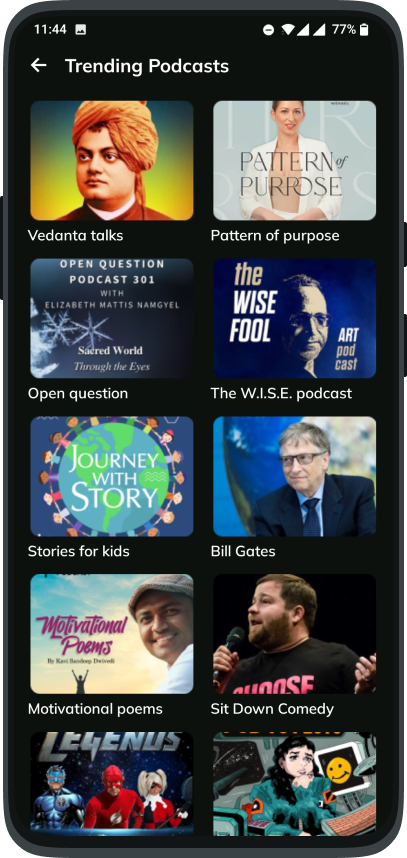 11:44
77%
Trending Podcasts
PATTERN of
PURPOSE
Vedanta talks
Pattern of purpose
OPEN QUESTION
PODCAST 301
WITH
ELIZABETH MATTIS NAMGYEL
Sacred World
Through the Eyes
the
WISE
FOOL
ART
pod
cast
Open question
The W.I.S.E. podcast
JOURNEY
WITH
STORY
Stories for kids
Bill Gates
Motivational
Poems
By Kavi Sandeep Dwivedi
CHOOSE
Motivational poems
Sit Down Comedy
LEGENDS